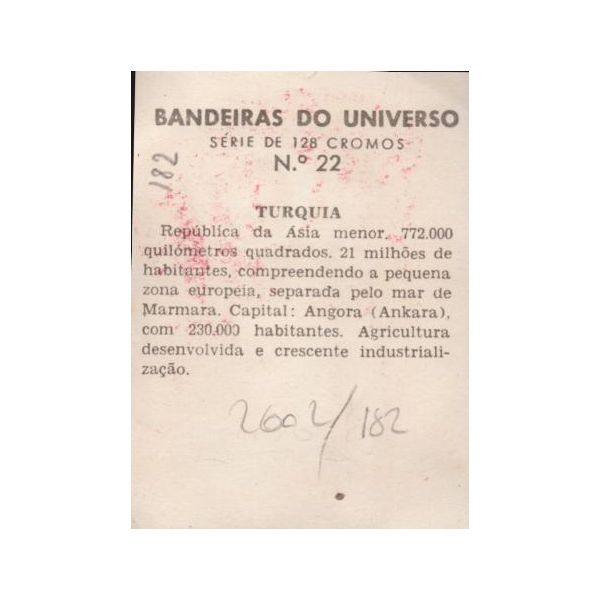 BANDEIRAS DO UNIVERSO
SÉRIE DE 128 CROMOS
N.º 22
182
TURQUIA
República da Ásia menor. 772.000
quilómetros quadrados. 21 milhões de
habitantes, compreendendo a pequena
zona europeia, separada pelo mar de
Marmara. Capital: Angora (Ankara),
com 230.000 habitantes. Agricultura
desenvolvida e crescente industriali-
zação.
2602/182